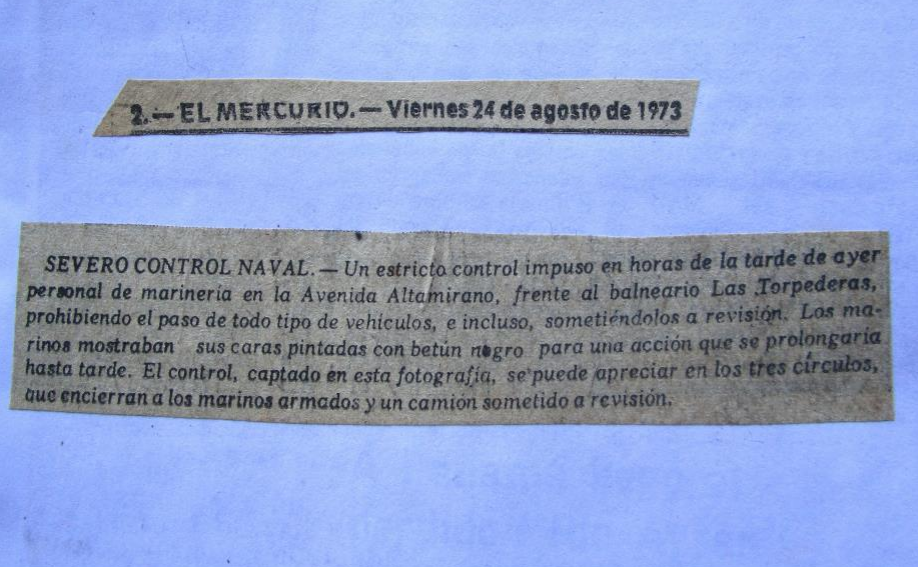 2.— EL MERCURIO.— Viernes 24 de agosto de 1973
SEVERO CONTROL NAVAL.— Un estricto control impuso en horas de la tarde de ayer
personal de marinería en la Avenida Altamirano, frente al balneario Las Torpederas,
prohibiendo el paso de todo tipo de vehículos, e incluso, sometiéndolos a revisión. Los ma-
rinos mostraban sus caras pintadas con betún negro para una acción que se prolongaría
hasta tarde. El control, captado en esta fotografía, se puede apreciar en los tres círculos,
que encierran a los marinos armados y un camión sometido a revisión.